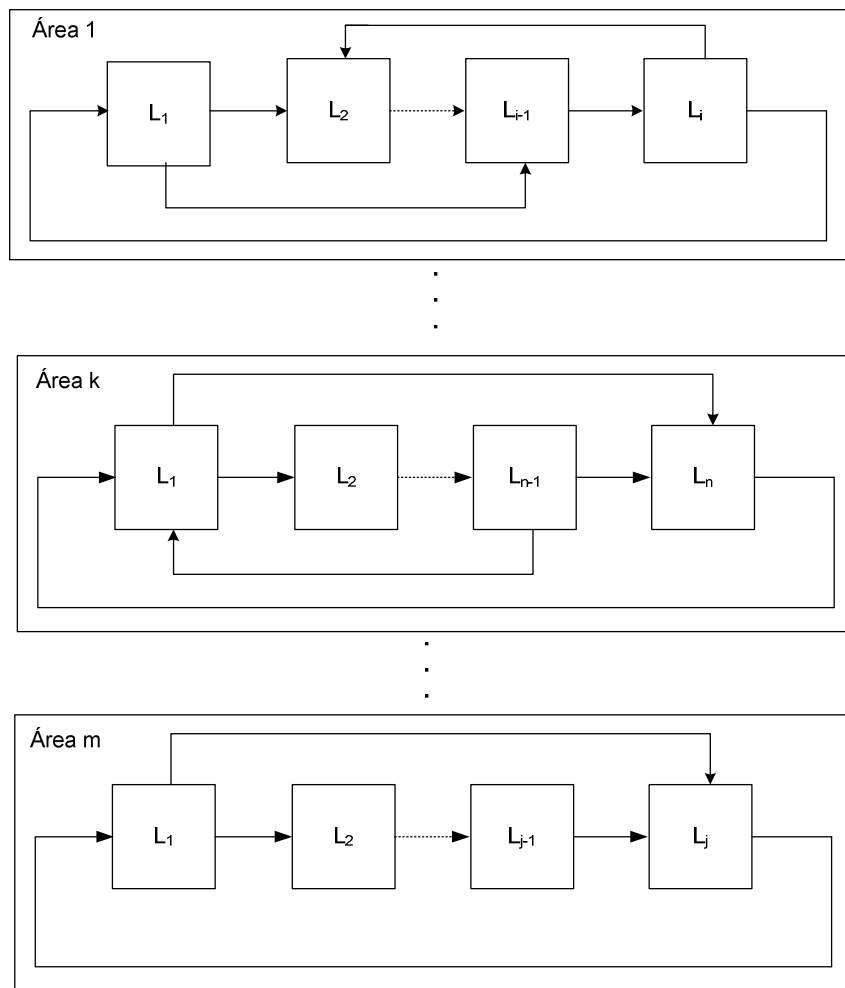 Área 1
L₁ L₂ Lᵢ₋₁ Lᵢ
Área k
L₁ L₂ Lₙ₋₁ Lₙ
Área m
L₁ L₂ Lⱼ₋₁ Lⱼ